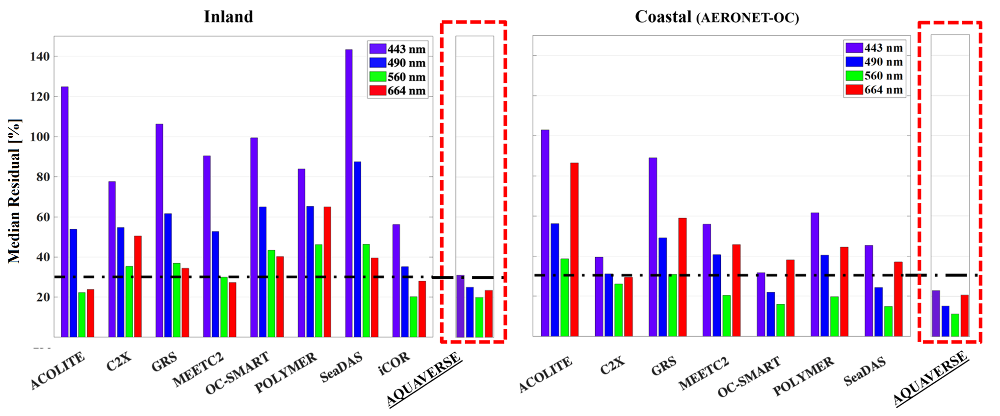 Inland
Coastal (AERONET-OC)
Median Residual [%]
140
120
100
80
60
40
20
443 nm
490 nm
560 nm
664 nm
443 nm
490 nm
560 nm
664 nm
ACOLITE
C2X
GRS
MEETC2
OC-SMART
POLYMER
SeaDAS
iCOR
AQUAVERSE
ACOLITE
C2X
GRS
MEETC2
OC-SMART
POLYMER
SeaDAS
AQUAVERSE